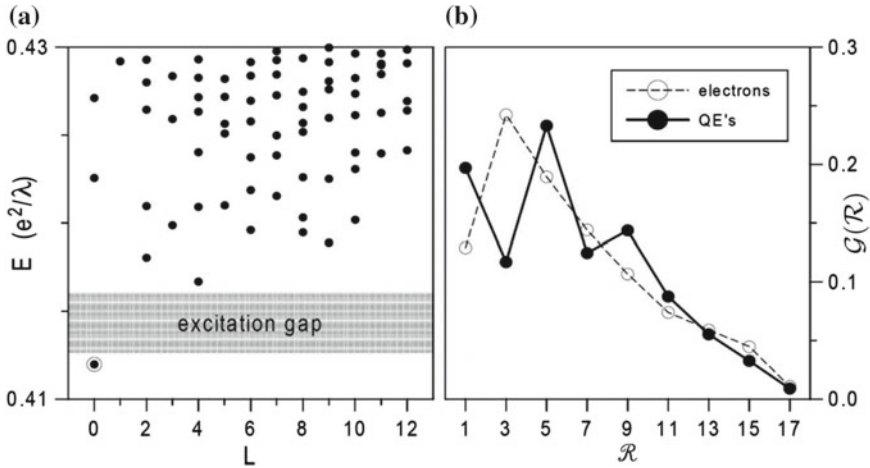 (a)
(b)
0.43
0.41
E (e²/λ)
excitation gap
0 2 4 6 8 10 12
L
electrons
QE's
0.3
0.2
0.1
0.0
G(R)
1 3 5 7 9 11 13 15 17
R